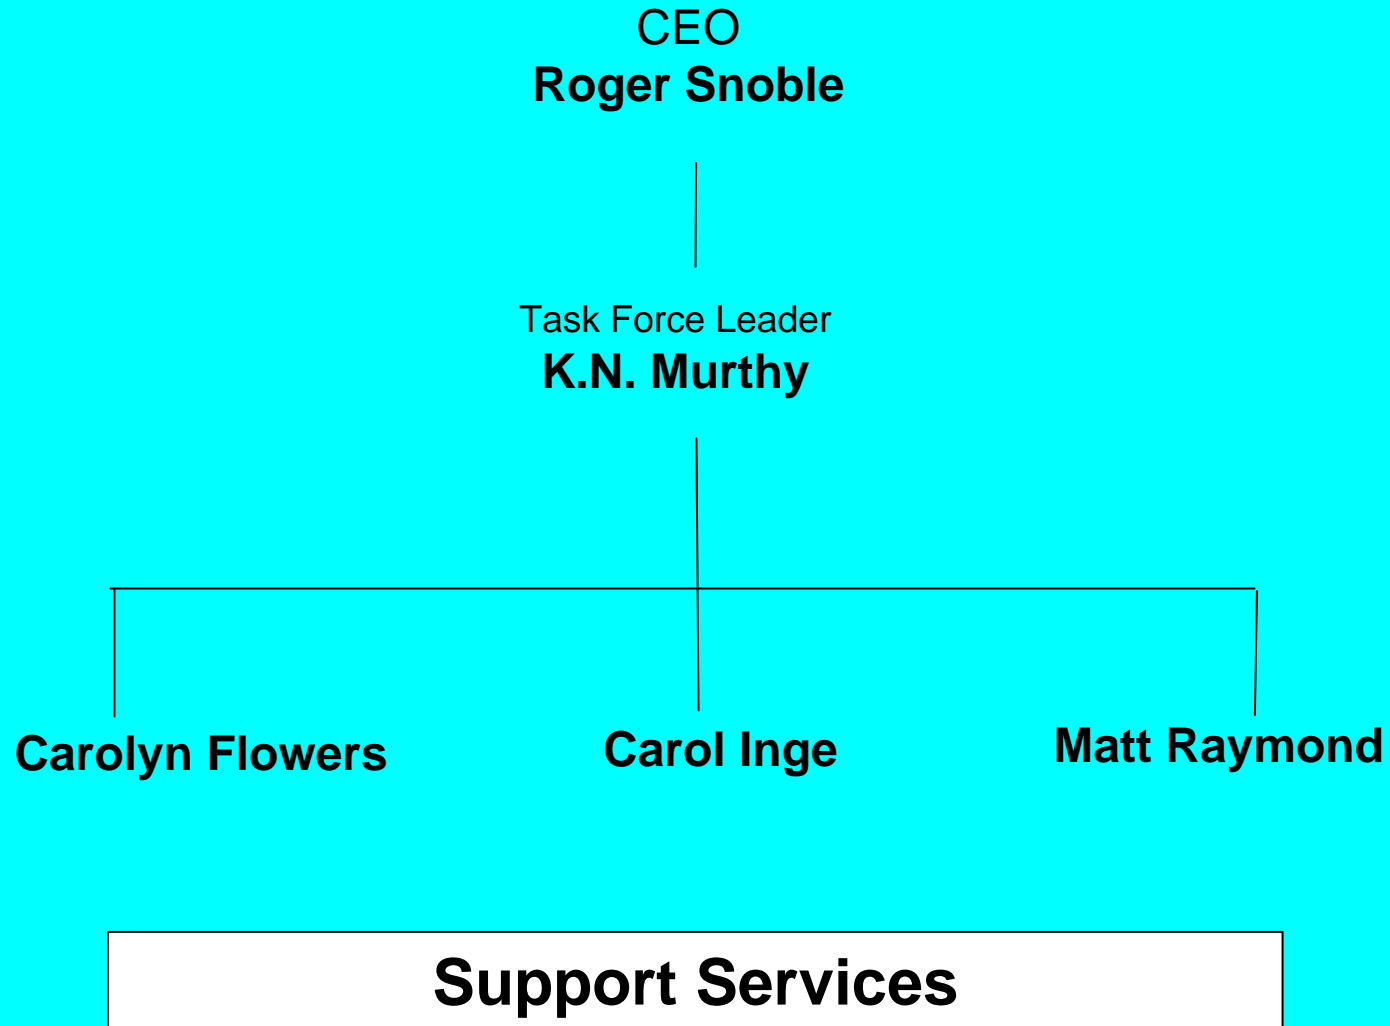 CEO
Roger Snoble
Task Force Leader
K.N. Murthy
Carolyn Flowers
Carol Inge
Matt Raymond
Support Services